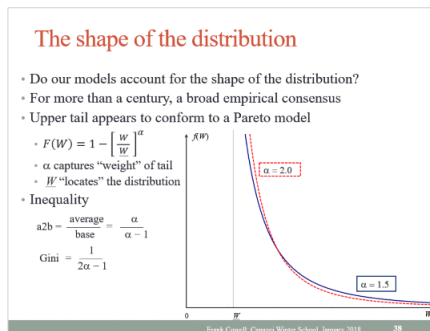 The shape of the distribution
• Do our models account for the shape of the distribution?
• For more than a century, a broad empirical consensus
• Upper tail appears to conform to a Pareto model
• F(W) = 1 − [W̲/W]^α
• α captures “weight” of tail
• W̲ “locates” the distribution
• Inequality
a2b = average/base = α/(α − 1)
Gini = 1/(2α − 1)
f(W)
α = 2.0
α = 1.5
0
W̲
W
Frank Cowell, Canazei Winter School, January 2018
38